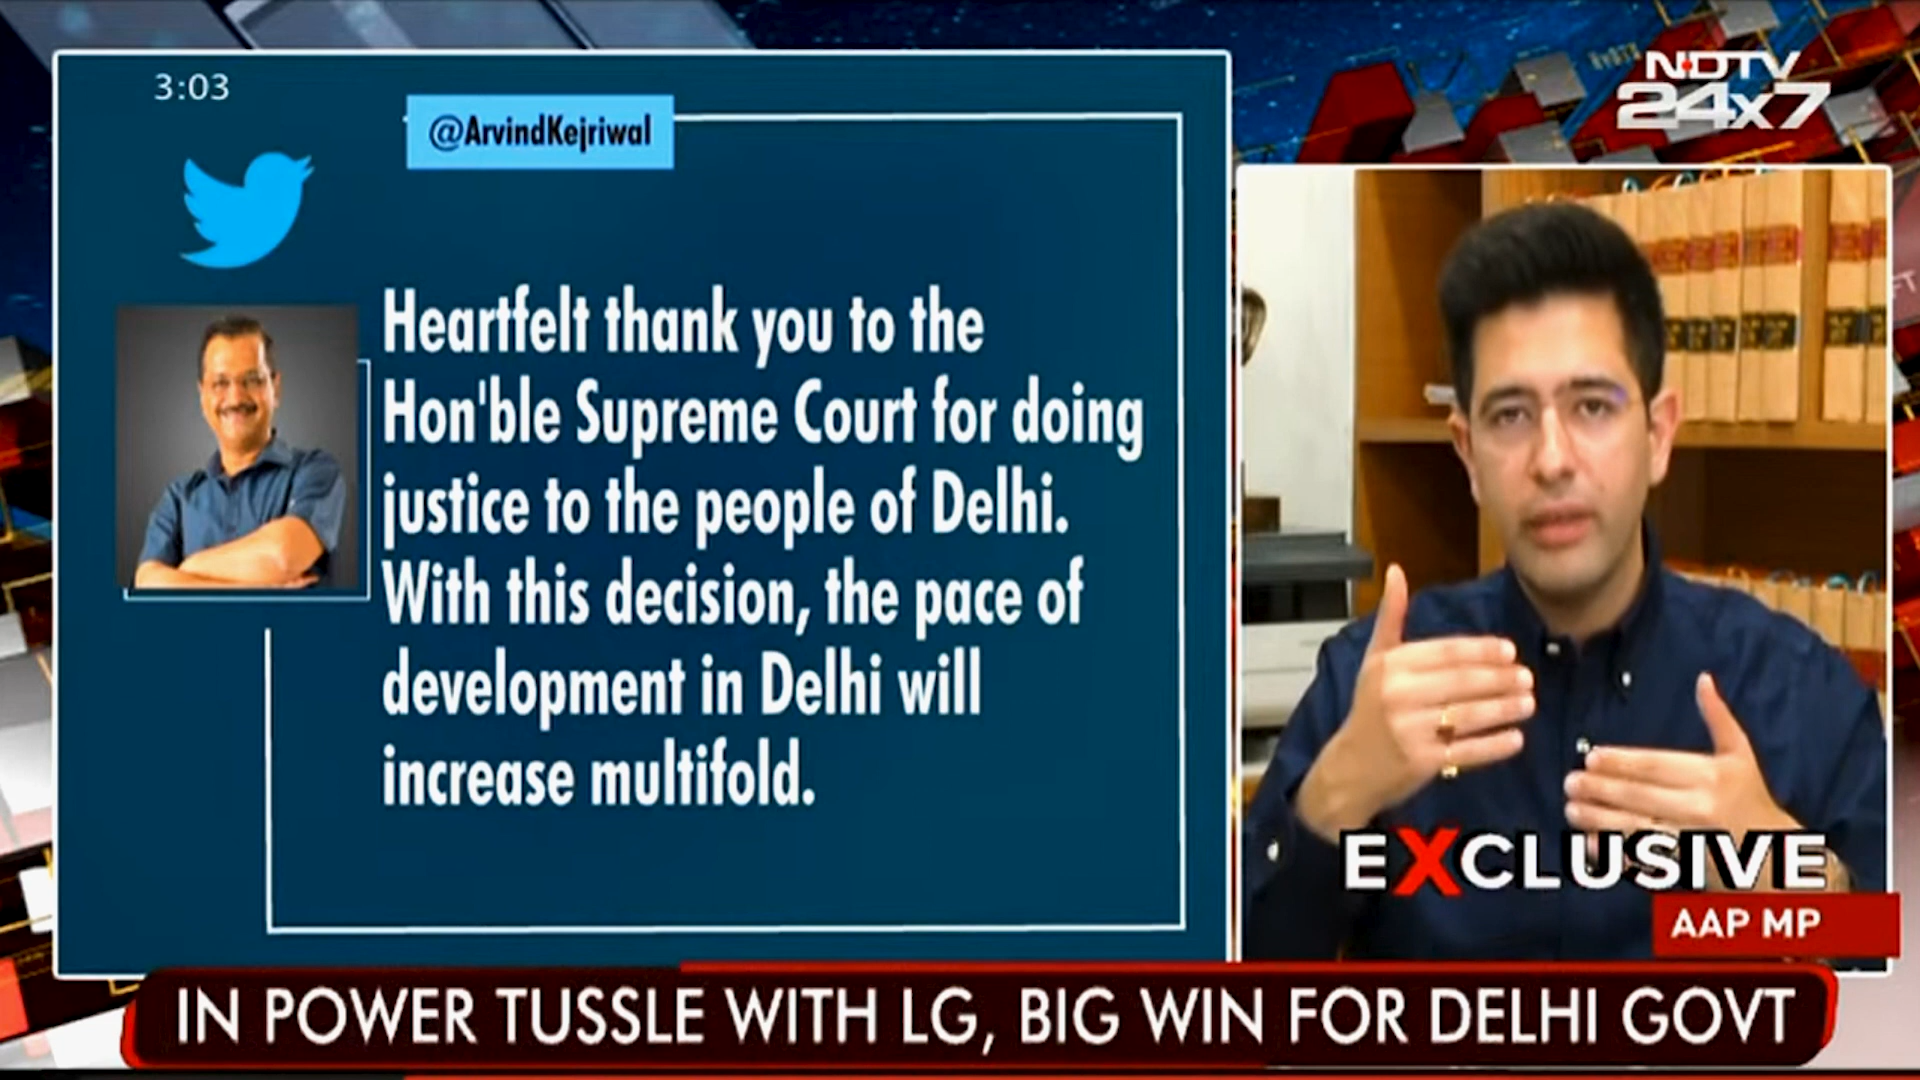 3:03
@ArvindKejriwal
Heartfelt thank you to the
Hon'ble Supreme Court for doing
justice to the people of Delhi.
With this decision, the pace of
development in Delhi will
increase multifold.
NDTV
24x7
EXCLUSIVE
AAP MP
IN POWER TUSSLE WITH LG, BIG WIN FOR DELHI GOVT